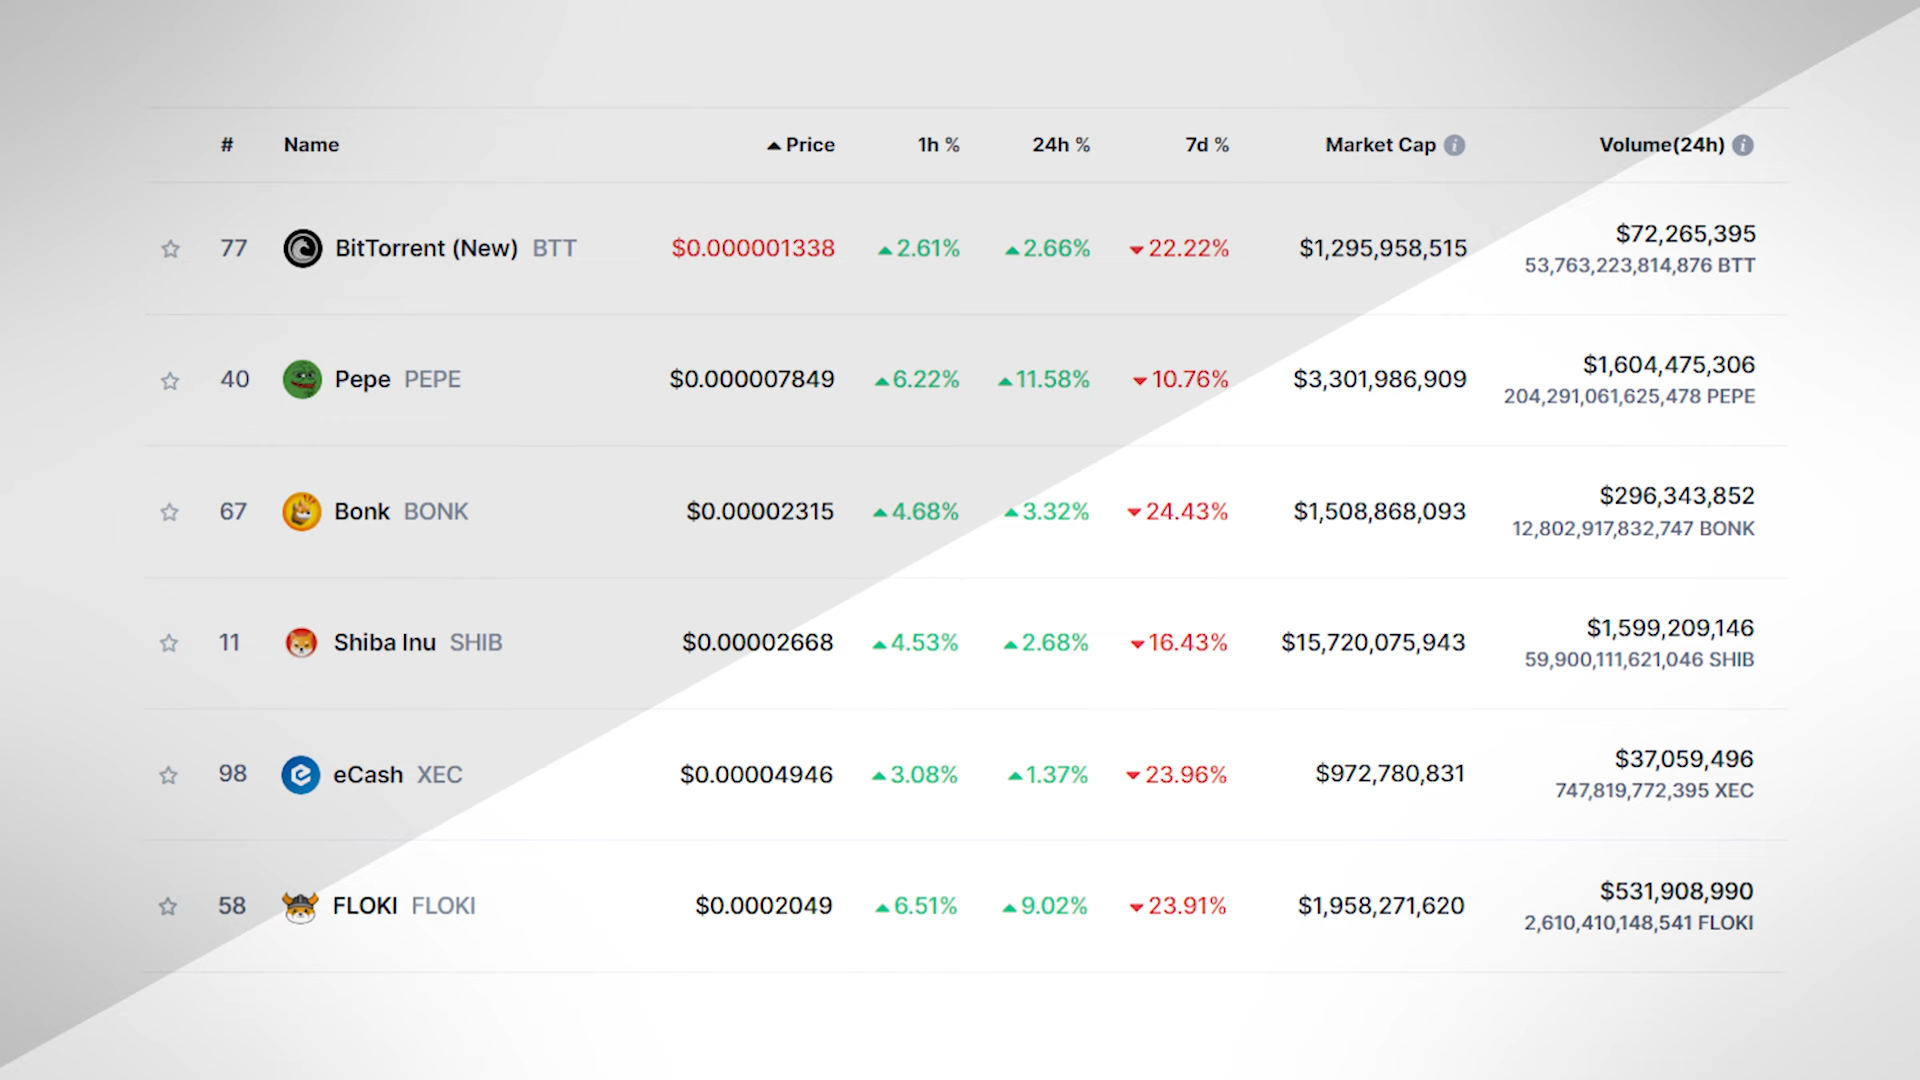 # Name ▲ Price 1h % 24h % 7d % Market Cap Volume(24h)
77 BitTorrent (New) BTT $0.000001338 ▲2.61% ▲2.66% ▼22.22% $1,295,958,515 $72,265,395
53,763,223,814,876 BTT
40 Pepe PEPE $0.000007849 ▲6.22% ▲11.58% ▼10.76% $3,301,986,909 $1,604,475,306
204,291,061,625,478 PEPE
67 Bonk BONK $0.00002315 ▲4.68% ▲3.32% ▼24.43% $1,508,868,093 $296,343,852
12,802,917,832,747 BONK
11 Shiba Inu SHIB $0.00002668 ▲4.53% ▲2.68% ▼16.43% $15,720,075,943 $1,599,209,146
59,900,111,621,046 SHIB
98 eCash XEC $0.00004946 ▲3.08% ▲1.37% ▼23.96% $972,780,831 $37,059,496
747,819,772,395 XEC
58 FLOKI FLOKI $0.0002049 ▲6.51% ▲9.02% ▼23.91% $1,958,271,620 $531,908,990
2,610,410,148,541 FLOKI